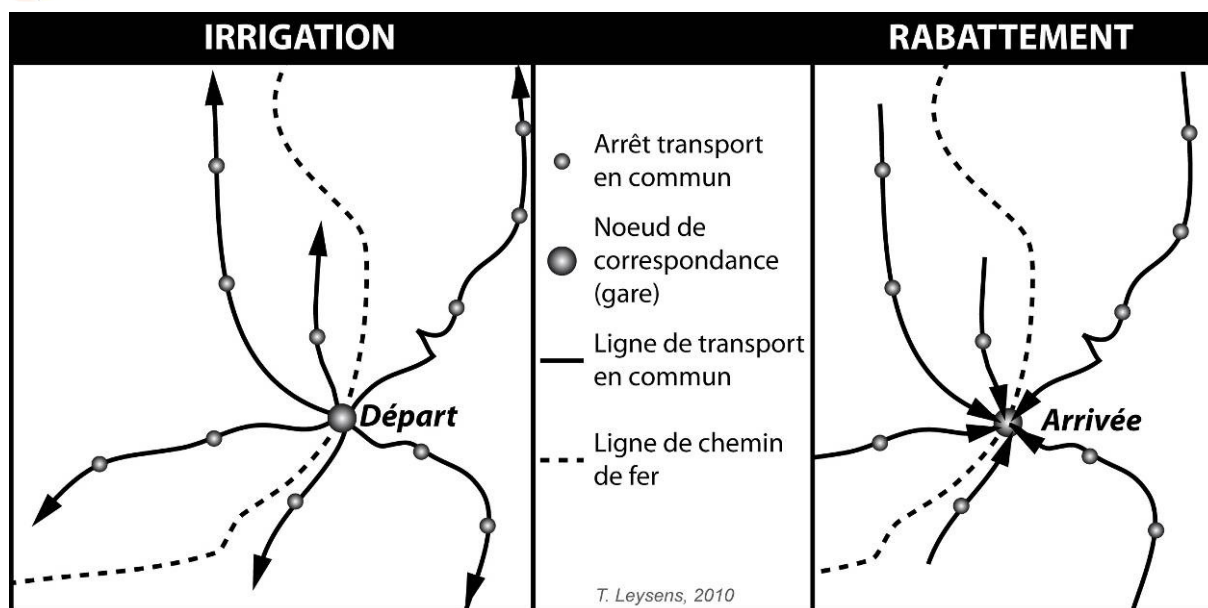 IRRIGATION
RABATTEMENT
Départ
Arrêt transport
en commun
Noeud de
correspondance
(gare)
Ligne de transport
en commun
Ligne de chemin
de fer
T. Leysens, 2010
Arrivée